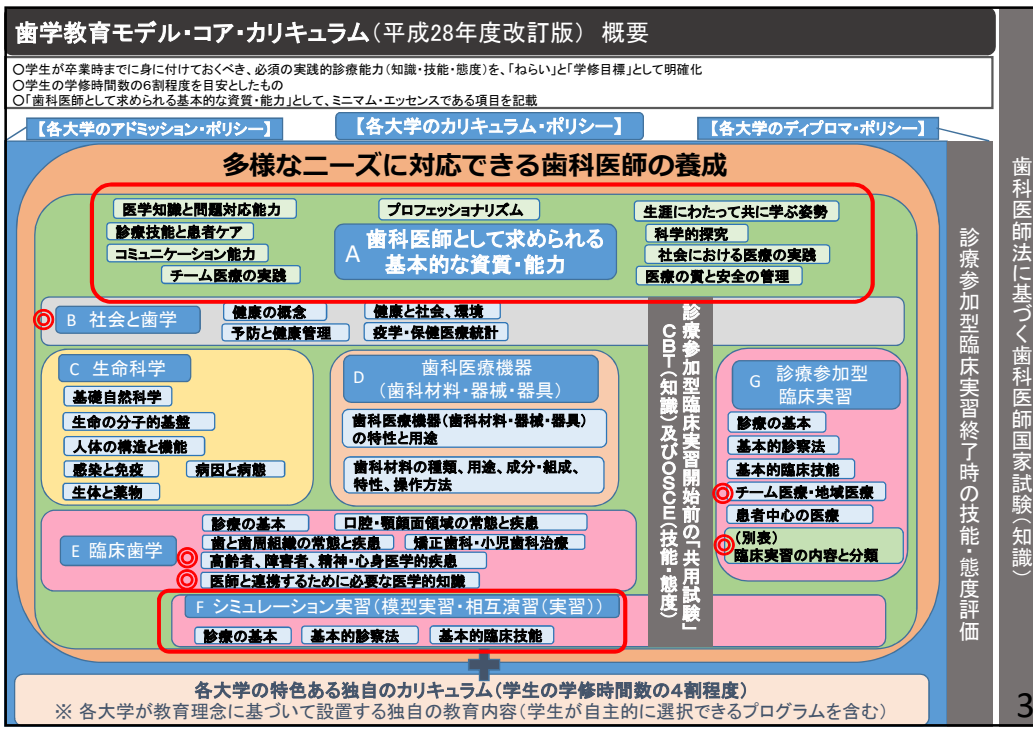 歯学教育モデル・コア・カリキュラム（平成28年度改訂版） 概要
○学生が卒業時までに身に付けておくべき、必須の実践的診療能力（知識・技能・態度）を、「ねらい」と「学修目標」として明確化
○学生の学修時間数の６割程度を目安としたもの
○「歯科医師として求められる基本的な資質・能力」として、ミニマム・エッセンスである項目を記載
【各大学のアドミッション・ポリシー】
【各大学のカリキュラム・ポリシー】
【各大学のディプロマ・ポリシー】
多様なニーズに対応できる歯科医師の養成
医学知識と問題対応能力
診療技能と患者ケア
コミュニケーション能力
チーム医療の実践
プロフェッショナリズム
A 歯科医師として求められる
基本的な資質・能力
生涯にわたって共に学ぶ姿勢
科学的探究
社会における医療の実践
医療の質と安全の管理
◎
B 社会と歯学
健康の概念
健康と社会、環境
予防と健康管理
疫学・保健医療統計
C 生命科学
基礎自然科学
生命の分子的基盤
人体の構造と機能
感染と免疫
病因と病態
生体と薬物
D 歯科医療機器
（歯科材料・器械・器具）
歯科医療機器（歯科材料・器械・器具）
の特性と用途
歯科材料の種類、用途、成分・組成、
特性、操作方法
E 臨床歯学
診療の基本
口腔・顎顔面領域の常態と疾患
歯と歯周組織の常態と疾患
矯正歯科・小児歯科治療
◎ 高齢者、障害者、精神・心身医学的疾患
◎ 医師と連携するために必要な医学的知識
F シミュレーション実習（模型実習・相互演習（実習））
診療の基本
基本的診察法
基本的臨床技能
診療参加型臨床実習開始前の「共用試験」
CBT（知識）及びOSCE（技能・態度）
G 診療参加型
臨床実習
診療の基本
基本的診察法
基本的臨床技能
◎ チーム医療・地域医療
患者中心の医療
◎ （別表）
臨床実習の内容と分類
診療参加型臨床実習終了時の技能・態度評価
歯科医師法に基づく歯科医師国家試験（知識）
各大学の特色ある独自のカリキュラム（学生の学修時間数の４割程度）
※ 各大学が教育理念に基づいて設置する独自の教育内容（学生が自主的に選択できるプログラムを含む）
3